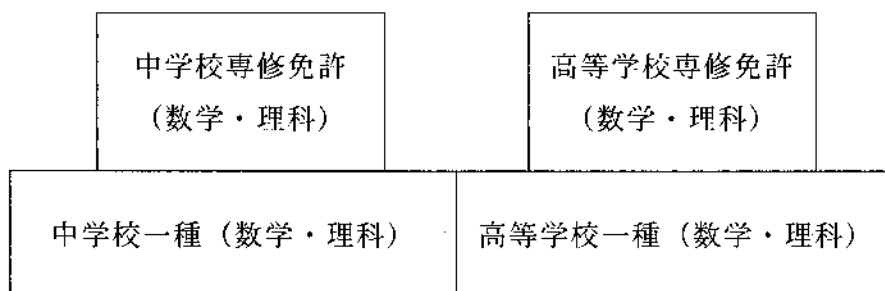 中学校専修免許
(数学・理科)
高等学校専修免許
(数学・理科)
中学校一種(数学・理科)
高等学校一種(数学・理科)